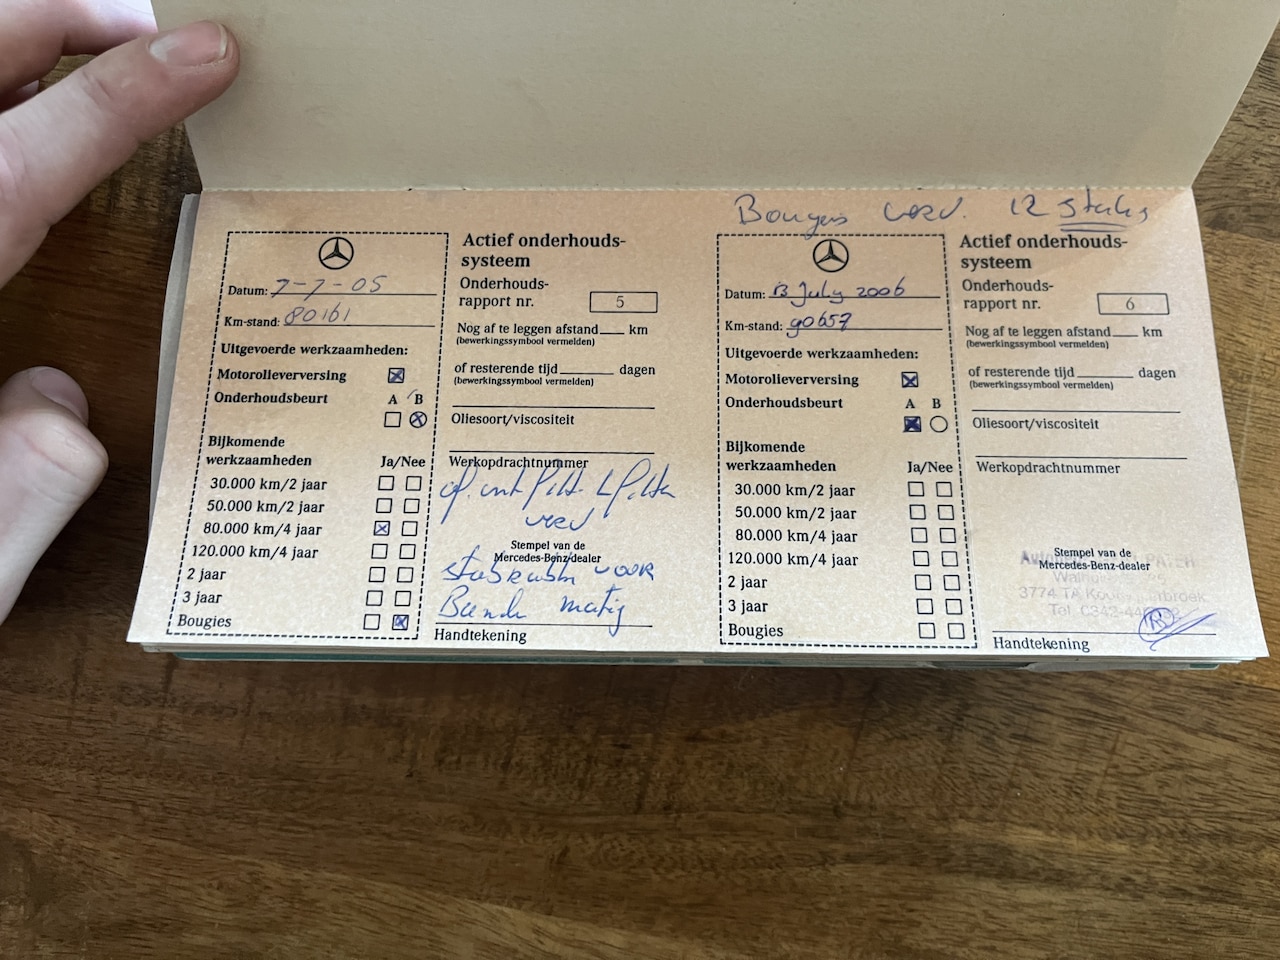 Actief onderhouds-
systeem
Datum: 7-7-05
Km-stand: 80161
Onderhouds-
rapport nr. 5
Nog af te leggen afstand km
(bewerkingssymbool vermelden)
Uitgevoerde werkzaamheden:
of resterende tijd dagen
(bewerkingssymbool vermelden)
Motorolieverversing
Onderhoudsbeurt A B
Oliesoort/viscositeit
Bijkomende
werkzaamheden Ja/Nee
Werkopdrachtnummer
30.000 km/2 jaar
50.000 km/2 jaar
80.000 km/4 jaar
120.000 km/4 jaar
2 jaar
3 jaar
Bougies
verv
Stempel van de
Mercedes-Benz-dealer
voor
matig
Handtekening
Bougies verv. 12 stuks
Actief onderhouds-
systeem
Datum: 13 July 2006
Km-stand: 90657
Onderhouds-
rapport nr. 6
Nog af te leggen afstand km
(bewerkingssymbool vermelden)
Uitgevoerde werkzaamheden:
of resterende tijd dagen
(bewerkingssymbool vermelden)
Motorolieverversing
Onderhoudsbeurt A B
Oliesoort/viscositeit
Bijkomende
werkzaamheden Ja/Nee
Werkopdrachtnummer
30.000 km/2 jaar
50.000 km/2 jaar
80.000 km/4 jaar
120.000 km/4 jaar
2 jaar
3 jaar
Bougies
Stempel van de
Mercedes-Benz-dealer
3774 TA
Tel.
Handtekening